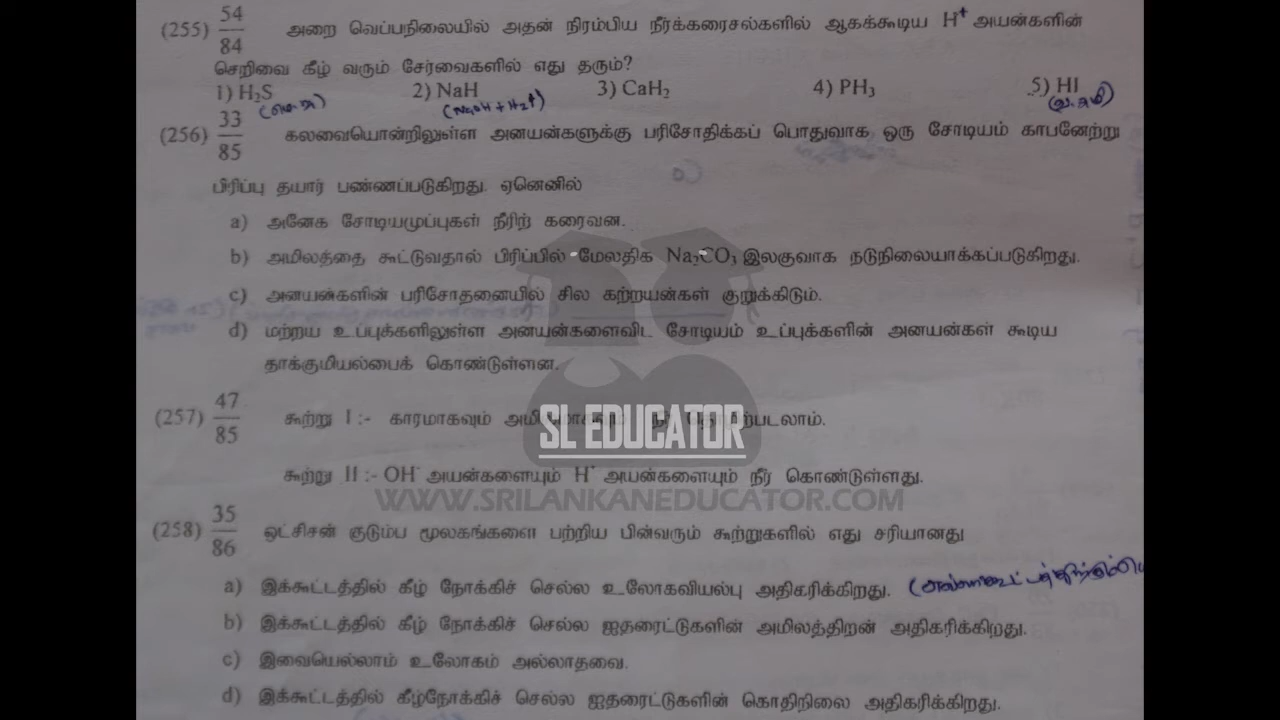 (255) 54/84 அறை வெப்பநிலையில் அதன் நிரம்பிய நீர்க்கரைசல்களில் ஆகக்கூடிய H⁺ அயன்களின்
செறிவை கீழ் வரும் சேர்வைகளில் எது தரும்?
1) H₂S 2) NaH 3) CaH₂ 4) PH₃ 5) HI
(NaOH + H₂↑)
(256) 33/85 கலவையொன்றிலுள்ள அனயன்களுக்கு பரிசோதிக்கப் பொதுவாக ஒரு சோடியம் காபனேற்று
பிரிப்பு தயார் பண்ணப்படுகிறது. ஏனெனில்
a) அனேக சோடியமுப்புகள் நீரிற் கரைவன.
b) அமிலத்தை கூட்டுவதால் பிரிப்பில் மேலதிக Na₂CO₃ இலகுவாக நடுநிலையாக்கப்படுகிறது.
c) அனயன்களின் பரிசோதனையில் சில கற்றயன்கள் குறுக்கிடும்.
d) மற்றய உப்புக்களிலுள்ள அனயன்களைவிட சோடியம் உப்புக்களின் அனயன்கள் கூடிய
தாக்குமியல்பைக் கொண்டுள்ளன.
(257) 47/85 கூற்று I :- காரமாகவும் நீர் தொழிற்படலாம்.
SL EDUCATOR
கூற்று II :- OH⁻ அயன்களையும் H⁺ அயன்களையும் நீர் கொண்டுள்ளது.
WWW.SRILANKANEDUCATOR.COM
(258) 35/86 ஒட்சிசன் குடும்ப மூலகங்களை பற்றிய பின்வரும் கூற்றுகளில் எது சரியானது
a) இக்கூட்டத்தில் கீழ் நோக்கிச் செல்ல உலோகவியல்பு அதிகரிக்கிறது.
b) இக்கூட்டத்தில் கீழ் நோக்கிச் செல்ல ஐதரைட்டுகளின் அமிலத்திறன் அதிகரிக்கிறது.
c) இவையெல்லாம் உலோகம் அல்லாதவை.
d) இக்கூட்டத்தில் கீழ்நோக்கிச் செல்ல ஐதரைட்டுகளின் கொதிநிலை அதிகரிக்கிறது.